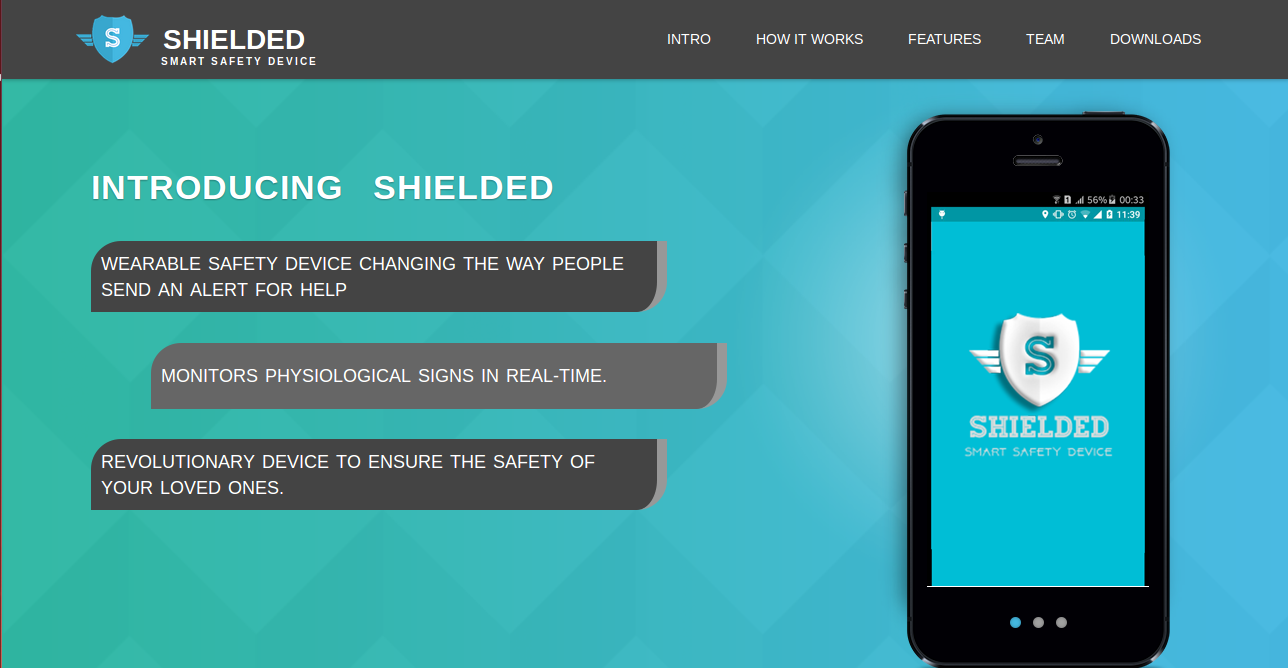 S
SHIELDED
SMART SAFETY DEVICE
INTRO HOW IT WORKS FEATURES TEAM DOWNLOADS
INTRODUCING SHIELDED
WEARABLE SAFETY DEVICE CHANGING THE WAY PEOPLE
SEND AN ALERT FOR HELP
MONITORS PHYSIOLOGICAL SIGNS IN REAL-TIME.
REVOLUTIONARY DEVICE TO ENSURE THE SAFETY OF
YOUR LOVED ONES.
56% 00:33
11:39
S
SHIELDED
SMART SAFETY DEVICE